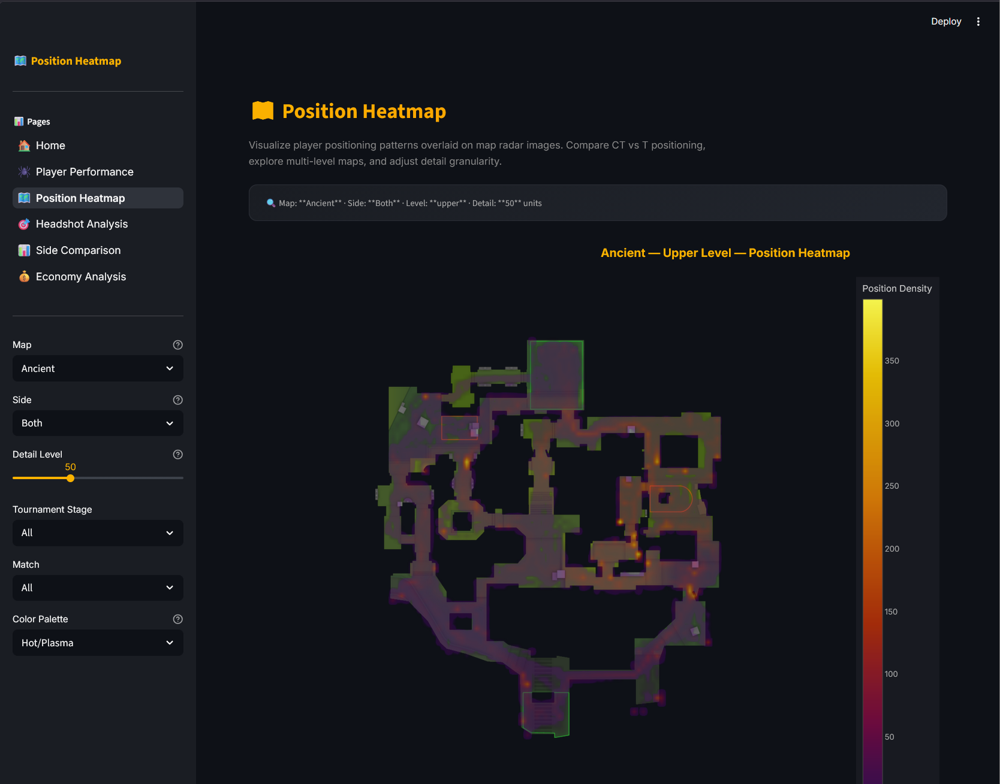 Deploy
Position Heatmap
Pages
Home
Player Performance
Position Heatmap
Headshot Analysis
Side Comparison
Economy Analysis
Map
Ancient
Side
Both
Detail Level
50
Tournament Stage
All
Match
All
Color Palette
Hot/Plasma
Position Heatmap
Visualize player positioning patterns overlaid on map radar images. Compare CT vs T positioning,
explore multi-level maps, and adjust detail granularity.
Map: **Ancient** · Side: **Both** · Level: **upper** · Detail: **50** units
Ancient — Upper Level — Position Heatmap
Position Density
350
300
250
200
150
100
50